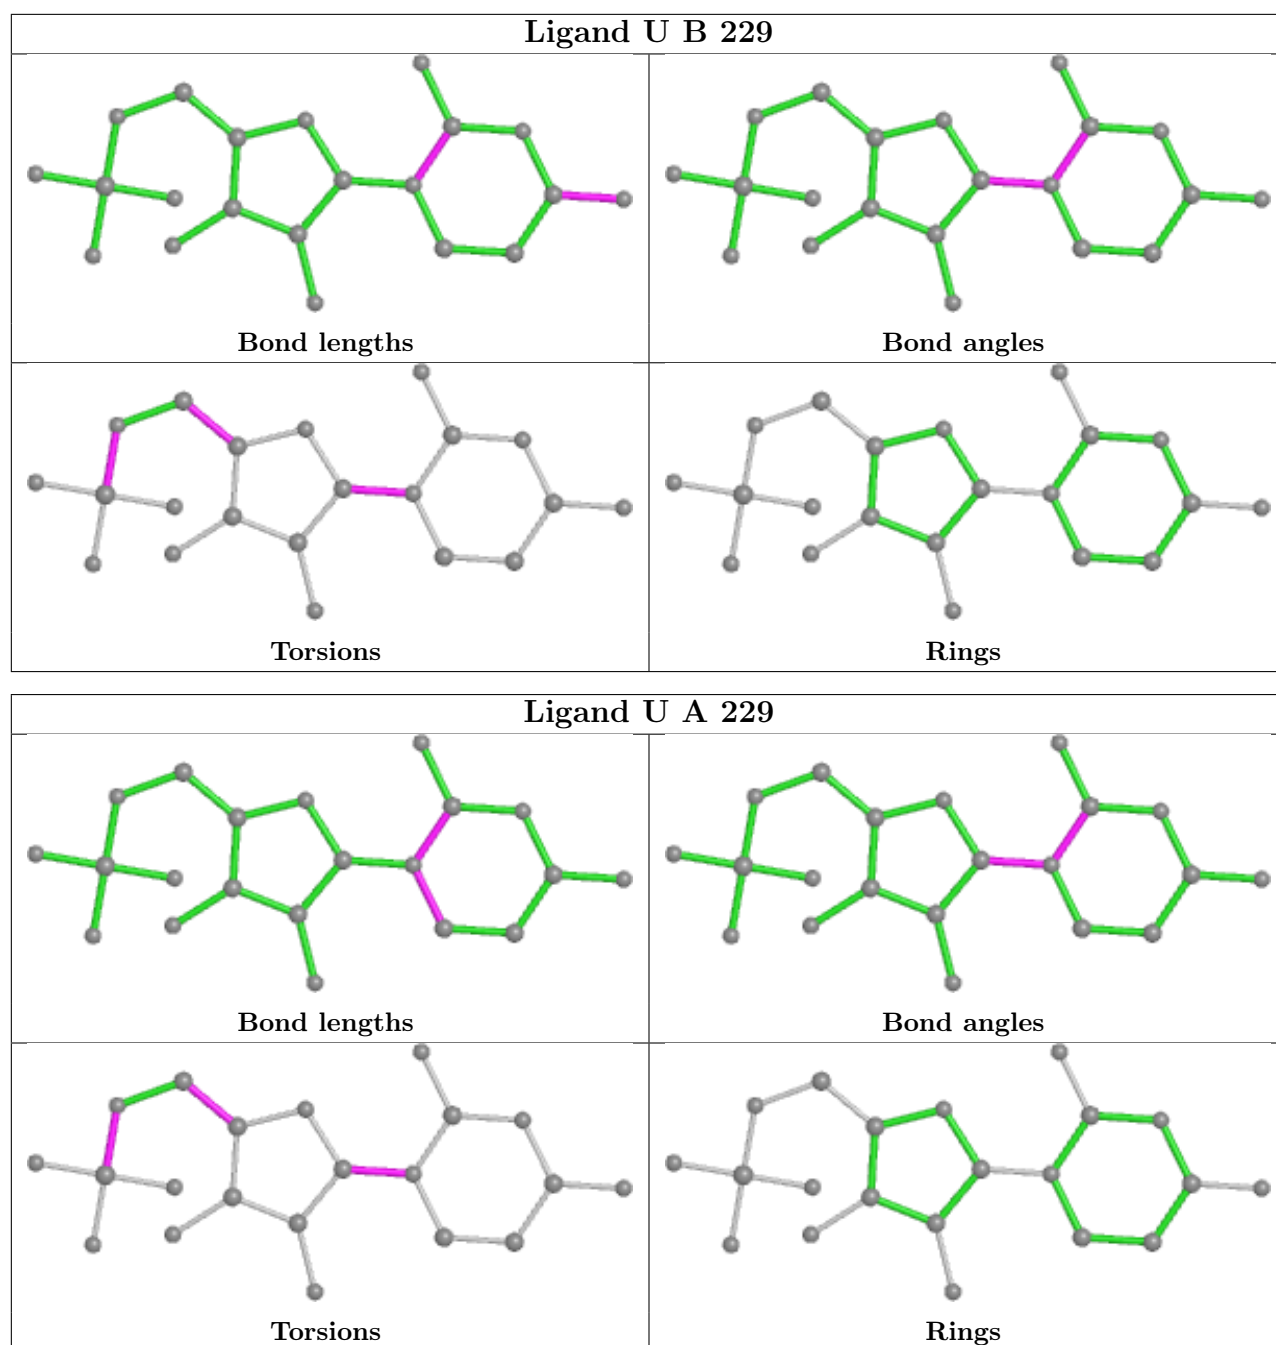 Ligand U B 229
Bond lengths
Bond angles
Torsions
Rings
Ligand U A 229
Bond lengths
Bond angles
Torsions
Rings